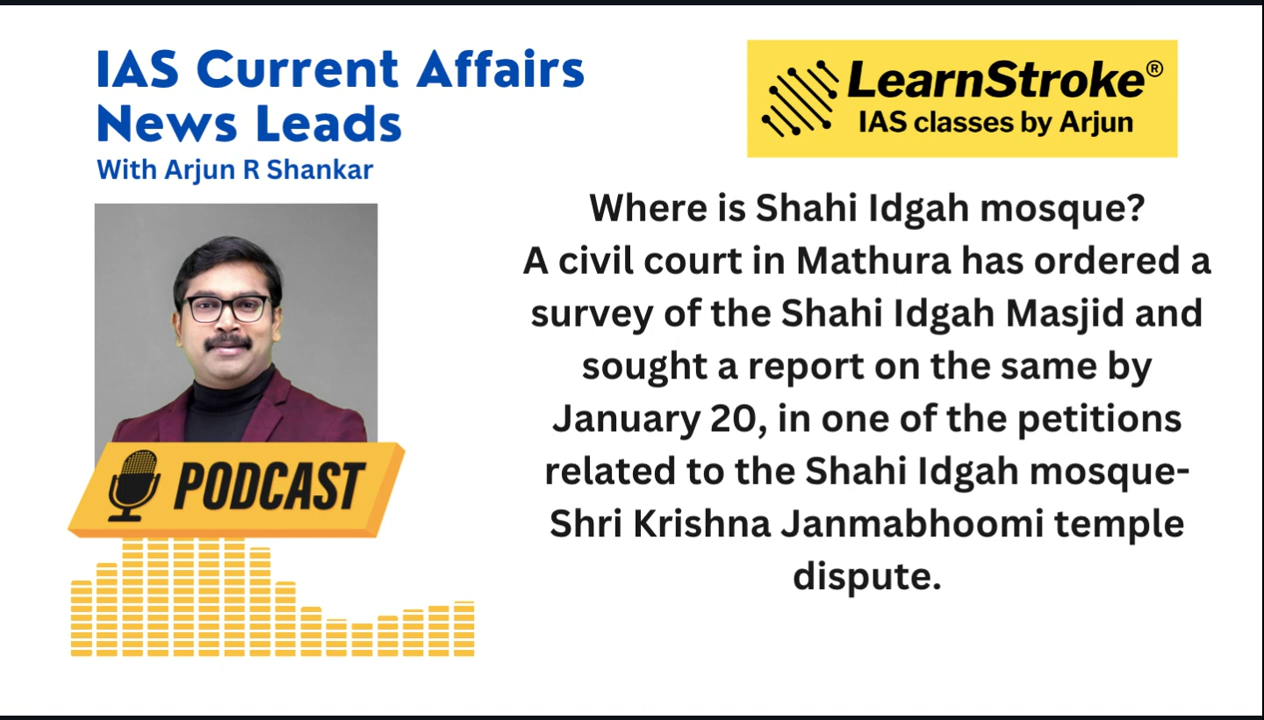 IAS Current Affairs
News Leads
With Arjun R Shankar
LearnStroke®
IAS classes by Arjun
Where is Shahi Idgah mosque?
A civil court in Mathura has ordered a
survey of the Shahi Idgah Masjid and
sought a report on the same by
January 20, in one of the petitions
related to the Shahi Idgah mosque-
Shri Krishna Janmabhoomi temple
dispute.
PODCAST